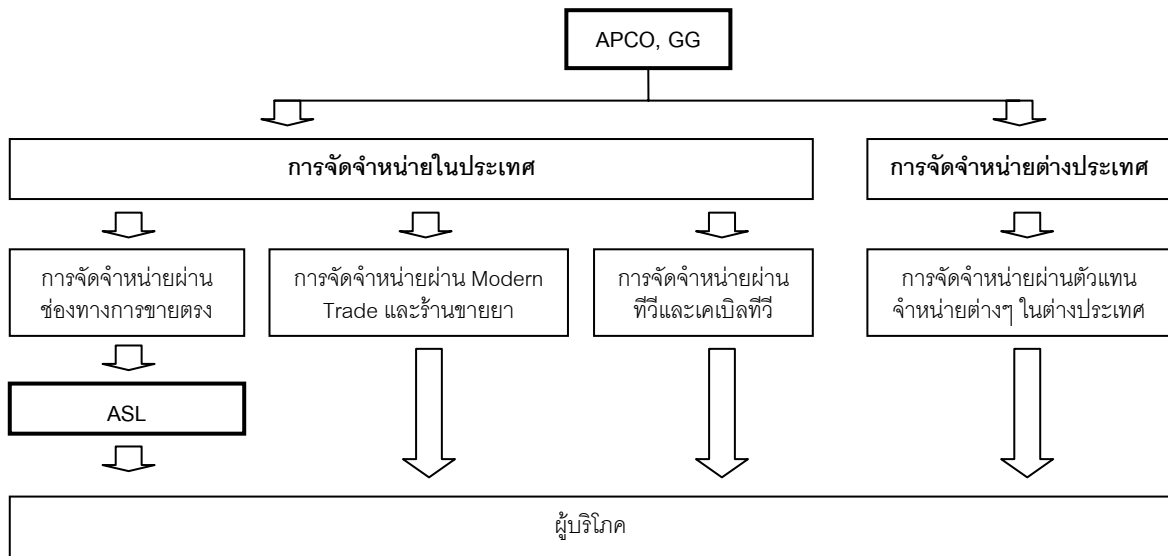 APCO, GG
การจัดจำหน่ายในประเทศ
การจัดจำหน่ายต่างประเทศ
การจัดจำหน่ายผ่าน
ช่องทางการขายตรง
การจัดจำหน่ายผ่าน Modern
Trade และร้านขายยา
การจัดจำหน่ายผ่าน
ทีวีและเคเบิลทีวี
การจัดจำหน่ายผ่านตัวแทน
จำหน่ายต่างๆ ในต่างประเทศ
ASL
ผู้บริโภค